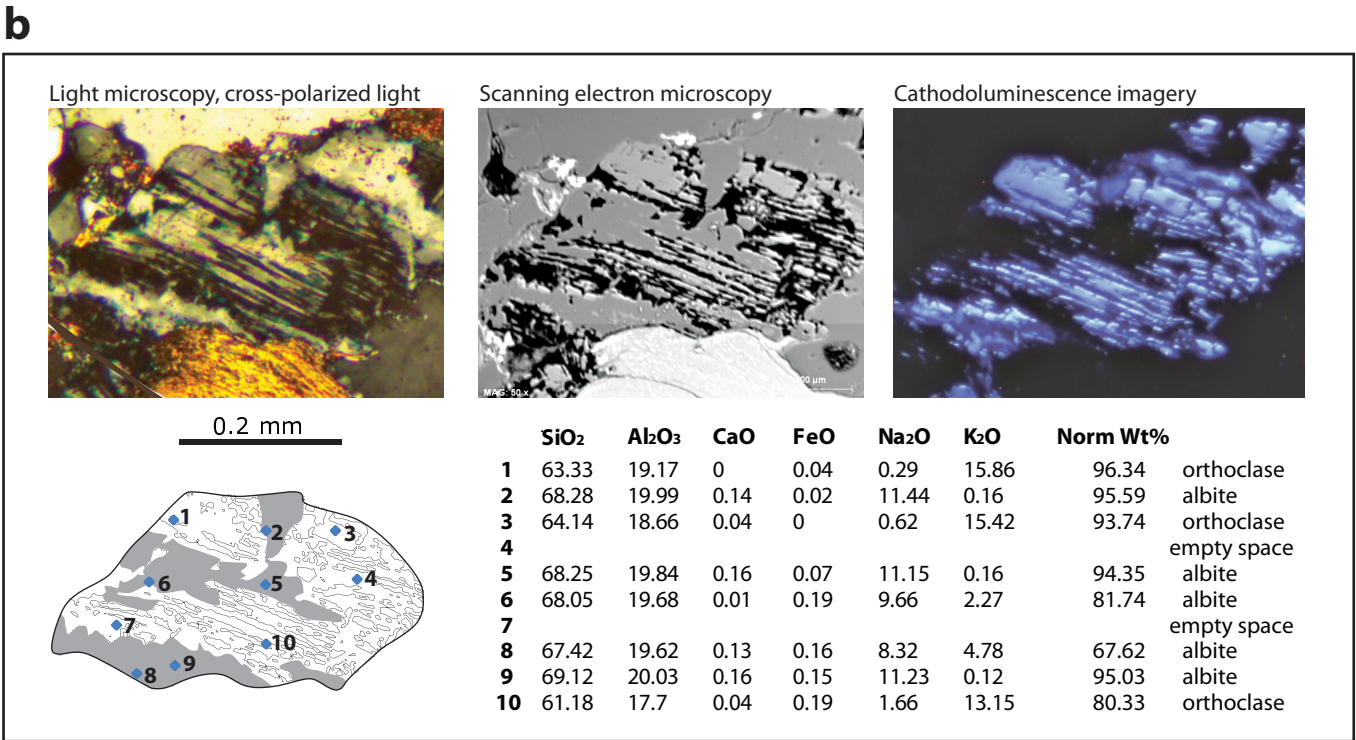 b
Light microscopy, cross-polarized light
Scanning electron microscopy
Cathodoluminescence imagery
MAG: 50 x
00 µm
0.2 mm
1
2
3
4
5
6
7
8
9
10
SiO2 Al2O3 CaO FeO Na2O K2O Norm Wt%
1 63.33 19.17 0 0.04 0.29 15.86 96.34 orthoclase
2 68.28 19.99 0.14 0.02 11.44 0.16 95.59 albite
3 64.14 18.66 0.04 0 0.62 15.42 93.74 orthoclase
4 empty space
5 68.25 19.84 0.16 0.07 11.15 0.16 94.35 albite
6 68.05 19.68 0.01 0.19 9.66 2.27 81.74 albite
7 empty space
8 67.42 19.62 0.13 0.16 8.32 4.78 67.62 albite
9 69.12 20.03 0.16 0.15 11.23 0.12 95.03 albite
10 61.18 17.7 0.04 0.19 1.66 13.15 80.33 orthoclase